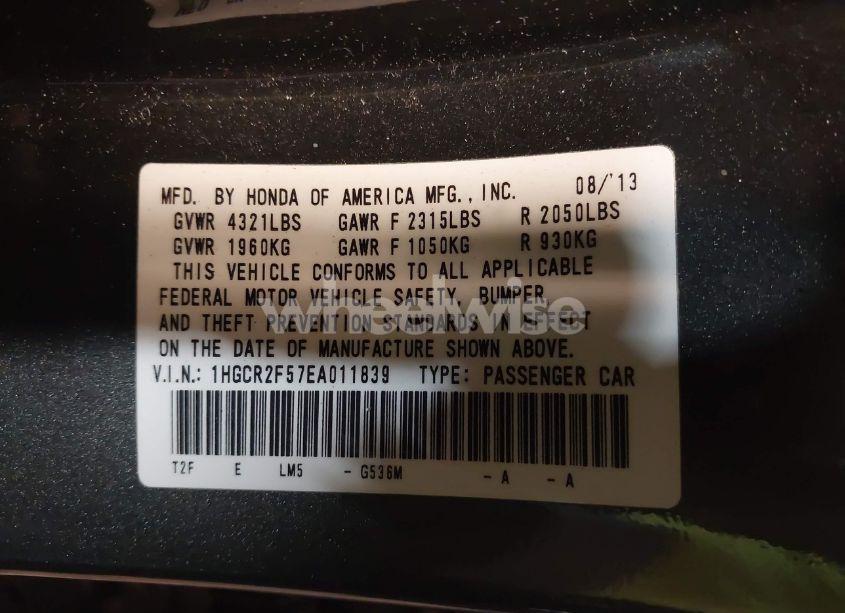 MFD. BY HONDA OF AMERICA MFG., INC. 08/'13
GVWR 4321LBS GAWR F 2315LBS R 2050LBS
GVWR 1960KG GAWR F 1050KG R 930KG
THIS VEHICLE CONFORMS TO ALL APPLICABLE
FEDERAL MOTOR VEHICLE SAFETY, BUMPER,
wheelwise
AND THEFT PREVENTION STANDARDS IN EFFECT
ON THE DATE OF MANUFACTURE SHOWN ABOVE.
V.I.N.: 1HGCR2F57EA011839 TYPE: PASSENGER CAR
T2F E LM5 - G536M - A - A